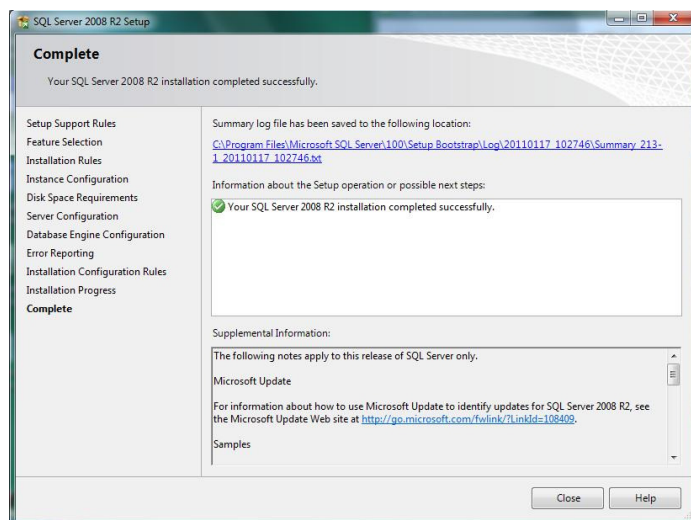 SQL Server 2008 R2 Setup
Complete
Your SQL Server 2008 R2 installation completed successfully.
Setup Support Rules
Feature Selection
Installation Rules
Instance Configuration
Disk Space Requirements
Server Configuration
Database Engine Configuration
Error Reporting
Installation Configuration Rules
Installation Progress
Complete
Summary log file has been saved to the following location:
C:\Program Files\Microsoft SQL Server\100\Setup Bootstrap\Log\20110117_102746\Summary_213-
1_20110117_102746.txt
Information about the Setup operation or possible next steps:
Your SQL Server 2008 R2 installation completed successfully.
Supplemental Information:
The following notes apply to this release of SQL Server only.
Microsoft Update
For information about how to use Microsoft Update to identify updates for SQL Server 2008 R2, see
the Microsoft Update Web site at http://go.microsoft.com/fwlink/?LinkId=108409.
Samples
Close
Help